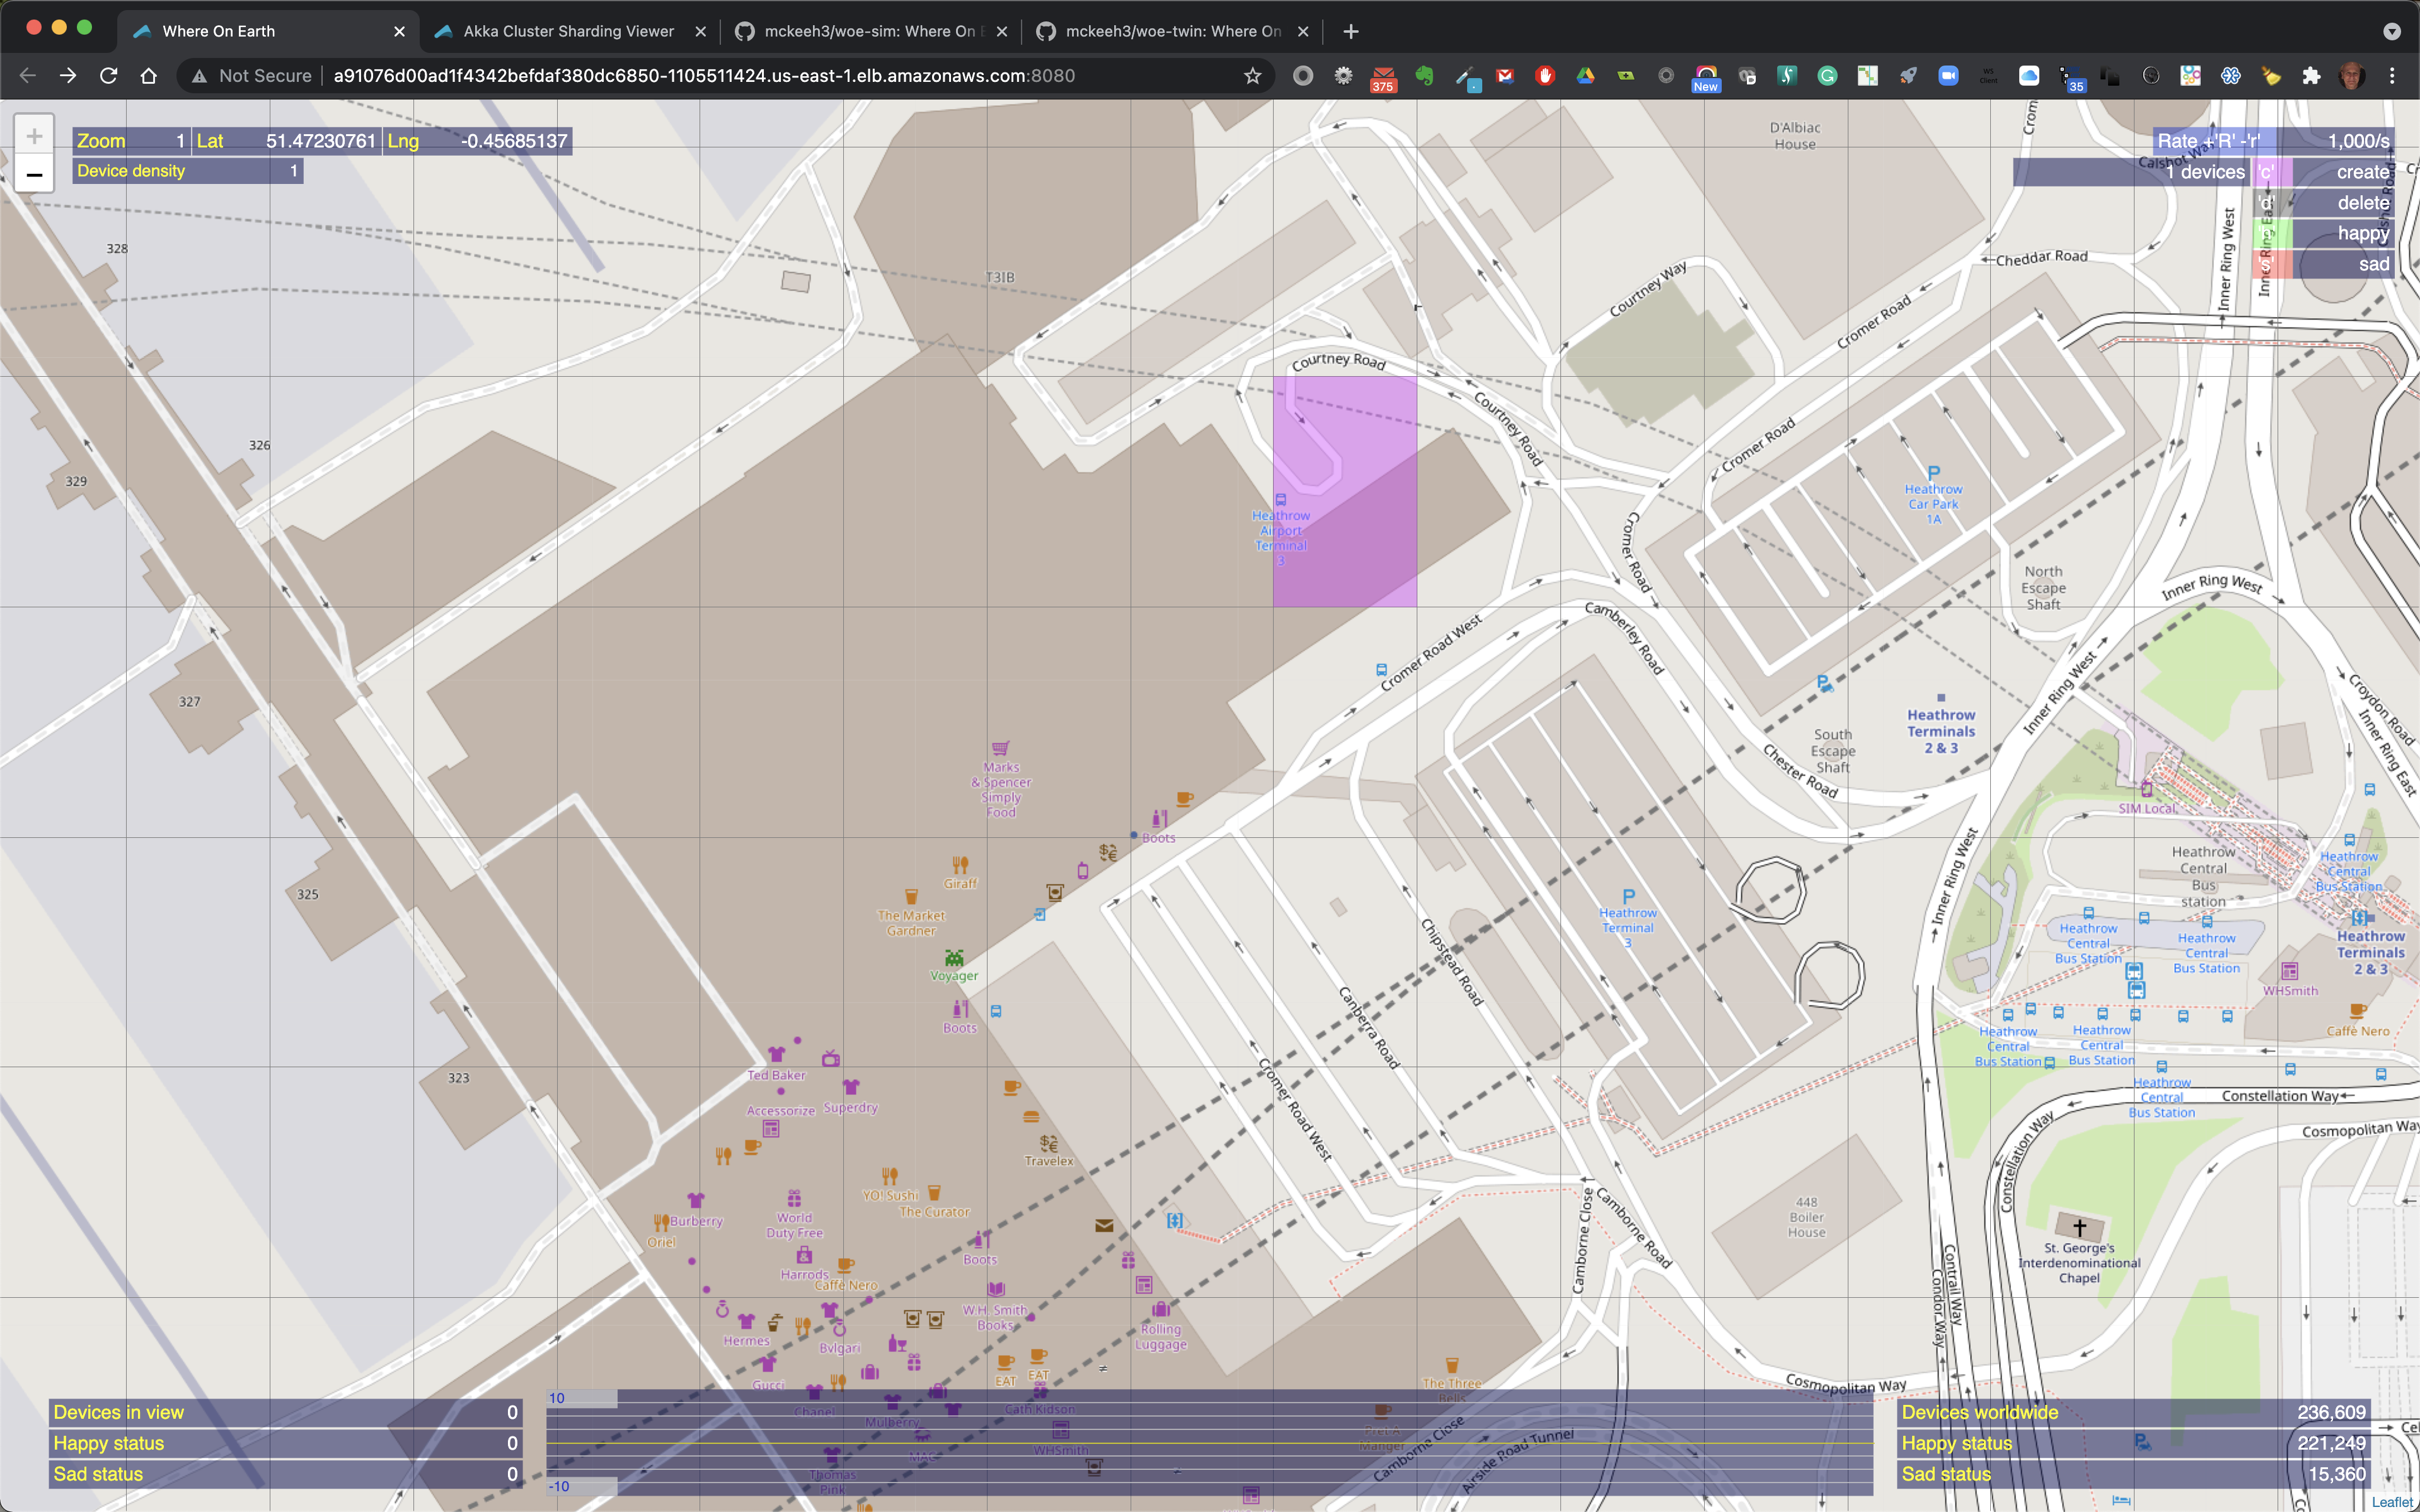 Where On Earth
Akka Cluster Sharding Viewer
mckeeh3/woe-sim: Where On E
mckeeh3/woe-twin: Where On
Not Secure
a91076d00ad1f4342befdaf380dc6850-1105511424.us-east-1.elb.amazonaws.com:8080
375
New
35
+
−
Zoom 1 Lat 51.47230761 Lng -0.45685137
Device density 1
Rate +'R' -'r' 1,000/s
1 devices 'c' create
'd' delete
happy
's' sad
D'Albiac
House
Calshot Way
Inner Ring West
Inner Ring East
328
T3IB
Courtney Way
Cheddar Road
Cromer Road
Courtney Road
Courtney Road
Cromer Road
326
329
Heathrow
Car Park
1A
Heathrow
Airport
Terminal
3
Cromer Road
North
Escape
Shaft
Inner Ring West
Camberley Road
Cromer Road West
327
Inner Ring West
Croydon Road
Inner Ring East
Heathrow
Terminals
2 & 3
South
Escape
Shaft
Chester Road
Marks
& Spencer
Simply
Food
Boots
SIM Local
Giraff
The Market
Gardner
325
Inner Ring West
Heathrow
Central
Bus
station
Heathrow
Central
Bus Station
Heathrow
Terminal
3
Chipstead Road
Voyager
Heathrow
Central
Bus Station
Heathrow
Central
Bus Station
Heathrow
Terminals
2 & 3
WHSmith
Canberra Road
Boots
Caffè Nero
Heathrow
Central
Bus Station
Heathrow
Central
Bus Station
323
Ted Baker
Accessorize
Superdry
Cromer Road West
Heathrow
Central
Bus Station
Constellation Way
Constellation Way
Cosmopolitan Way
Travelex
YO! Sushi
The Curator
Burberry
Oriel
World
Duty Free
Harrods
Caffè Nero
Boots
Camborne Close
Camborne Road
448
Boiler
House
St. George's
Interdenominational
Chapel
Contrail Way
Condor Way
W.H. Smith
Books
Rolling
Luggage
Hermes
Bvlgari
Gucci
EAT
EAT
Chanel
Mulberry
Cath Kidson
MAC
WHSmith
Thomas
Pink
The Three
Bells
Pret A
Manger
Camborne Close
Airside Road Tunnel
Cosmopolitan Way
Devices in view 0
Happy status 0
Sad status 0
10
-10
Devices worldwide 236,609
Happy status 221,249
Sad status 15,360
Leaflet